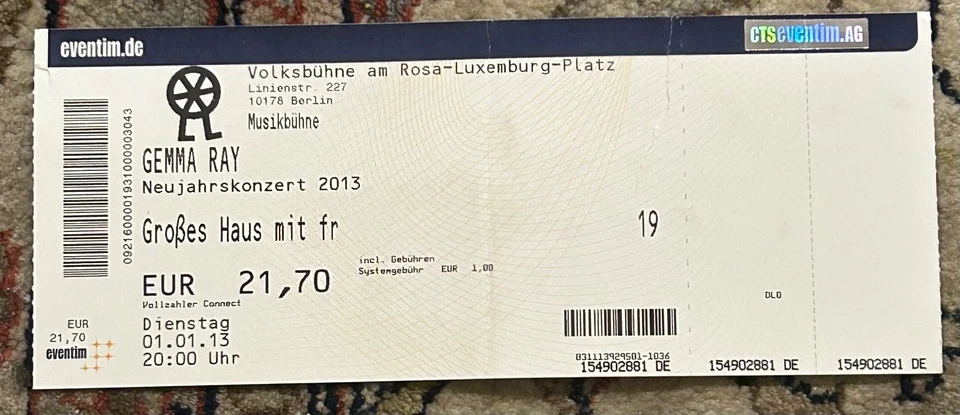 eventim.de
CTSeventim.AG
Volksbühne am Rosa-Luxemburg-Platz
Linienstr. 227
10178 Berlin
Musikbühne
GEMMA RAY
Neujahrskonzert 2013
Großes Haus mit fr 19
EUR 21,70
incl. Gebühren
Systemgebühr EUR 1,00
Vollzahler Connect
Dienstag
01.01.13
20:00 Uhr
DL0
EUR
21,70
eventim
0921600001931000003043
031113929501-1036
154902881 DE
154902881 DE
154902881 DE